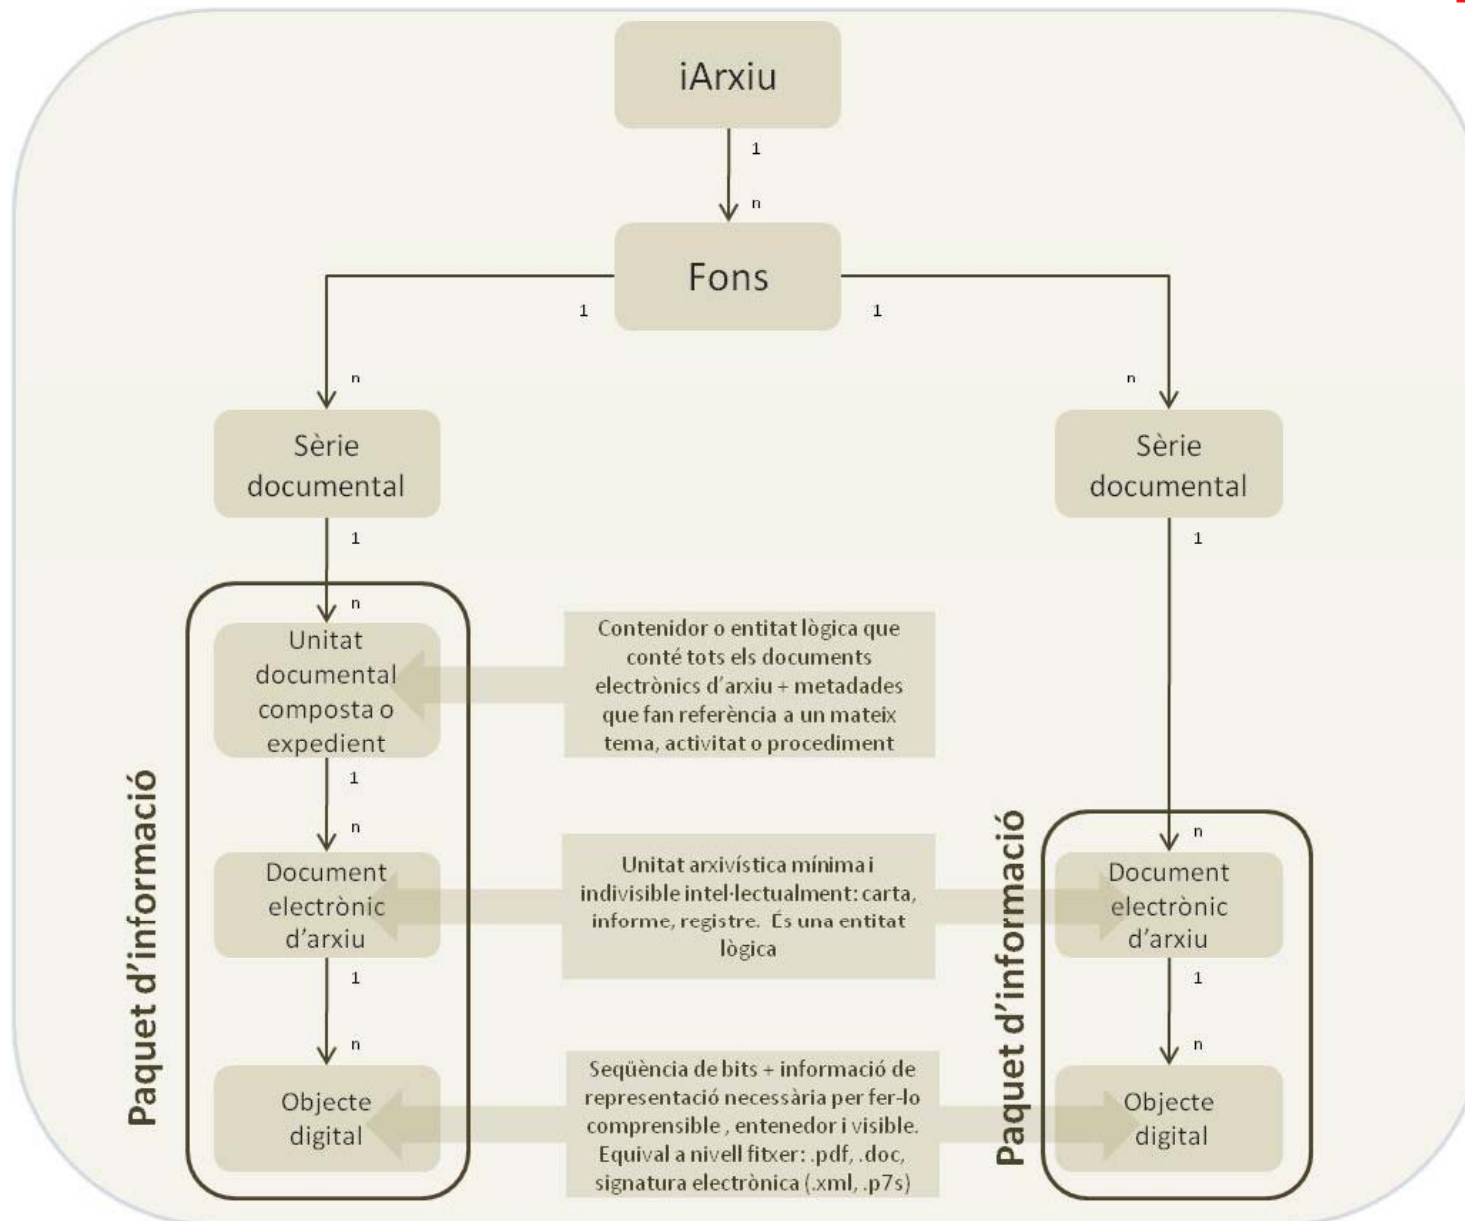 iArxiu
1
n
Fons
1
1
n
n
Sèrie
documental
Sèrie
documental
1
1
n
Unitat
documental
composta o
expedient
Contenidor o entitat lògica que
conté tots els documents
electrònics d'arxiu + metadades
que fan referència a un mateix
tema, activitat o procediment
1
n
n
Document
electrònic
d'arxiu
Unitat arxivística mínima i
indivisible intel·lectualment: carta,
informe, registre. És una entitat
lògica
Document
electrònic
d'arxiu
1
1
n
n
Objecte
digital
Seqüència de bits + informació de
representació necessària per fer-lo
comprensible , entenedor i visible.
Equival a nivell fitxer: .pdf, .doc,
signatura electrònica (.xml, .p7s)
Objecte
digital
Paquet d'informació
Paquet d'informació